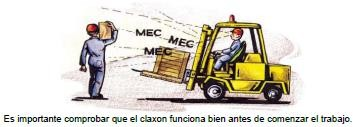 MEC
MEC
MEC
Es importante comprobar que el claxon funciona bien antes de comenzar el trabajo.